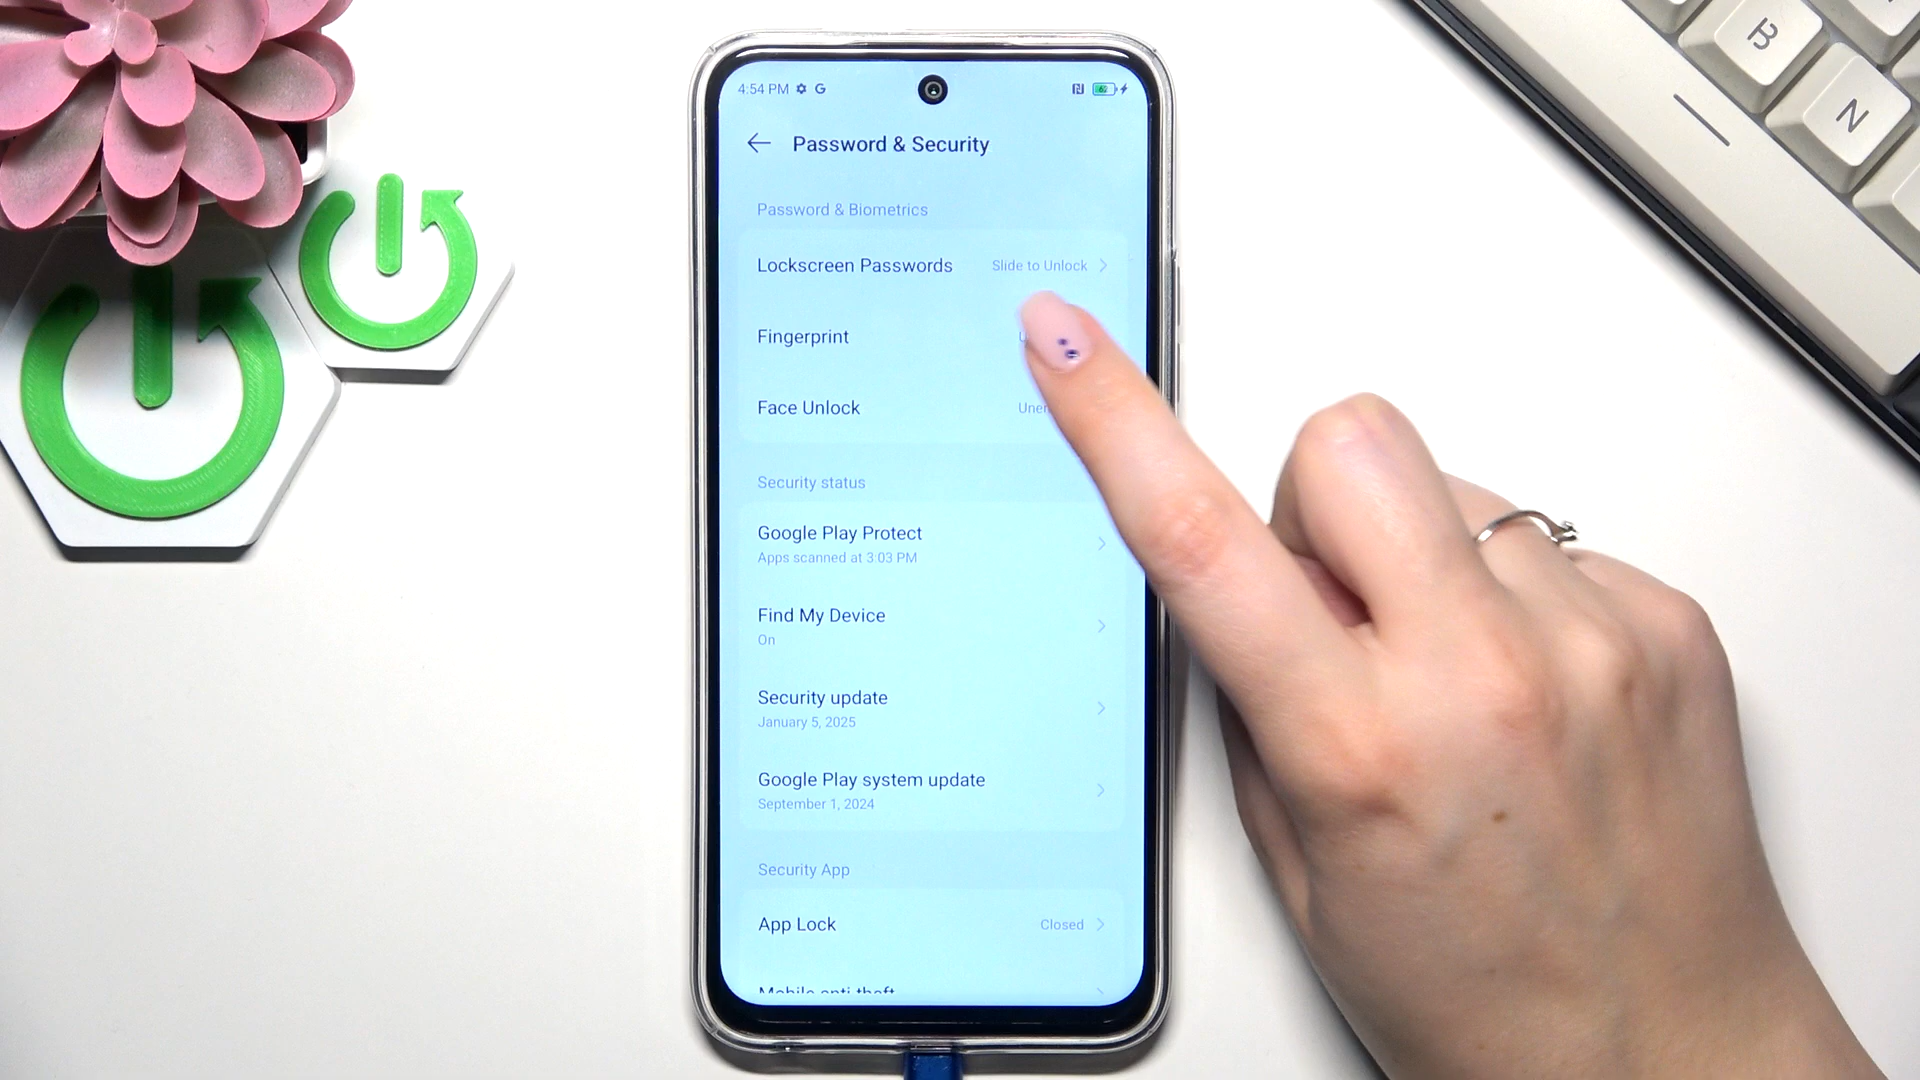 4:54 PM G
Password & Security
Password & Biometrics
Lockscreen Passwords Slide to Unlock
Fingerprint
Face Unlock
Security status
Google Play Protect
Apps scanned at 3:03 PM
Find My Device
On
Security update
January 5, 2025
Google Play system update
September 1, 2024
Security App
App Lock Closed
Mobile anti-theft
B
N